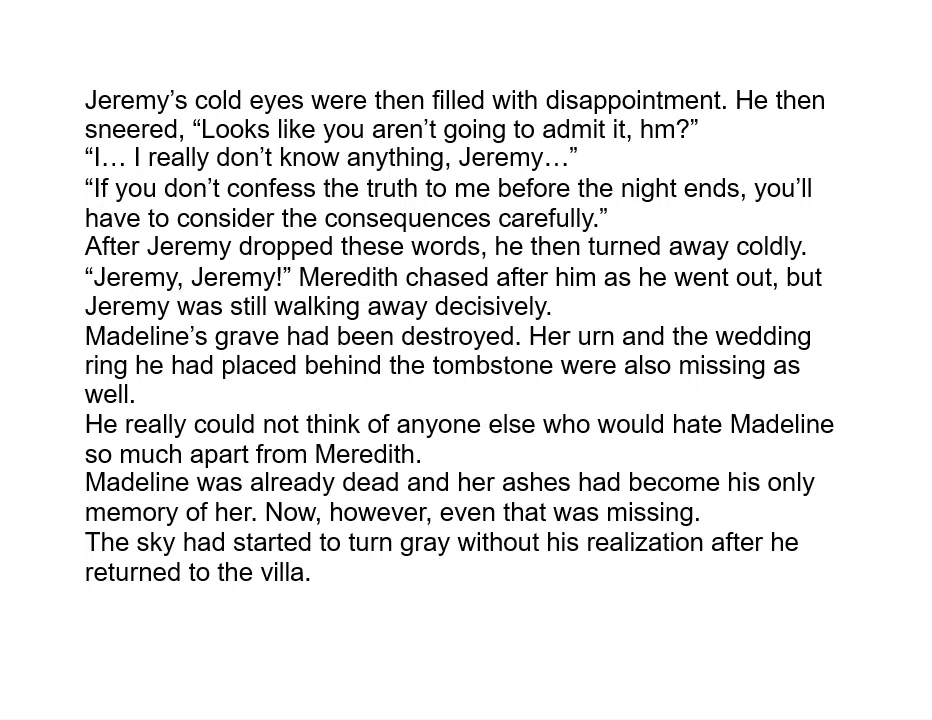 Jeremy’s cold eyes were then filled with disappointment. He then
sneered, “Looks like you aren’t going to admit it, hm?”
“I… I really don’t know anything, Jeremy…”
“If you don’t confess the truth to me before the night ends, you’ll
have to consider the consequences carefully.”
After Jeremy dropped these words, he then turned away coldly.
“Jeremy, Jeremy!” Meredith chased after him as he went out, but
Jeremy was still walking away decisively.
Madeline’s grave had been destroyed. Her urn and the wedding
ring he had placed behind the tombstone were also missing as
well.
He really could not think of anyone else who would hate Madeline
so much apart from Meredith.
Madeline was already dead and her ashes had become his only
memory of her. Now, however, even that was missing.
The sky had started to turn gray without his realization after he
returned to the villa.